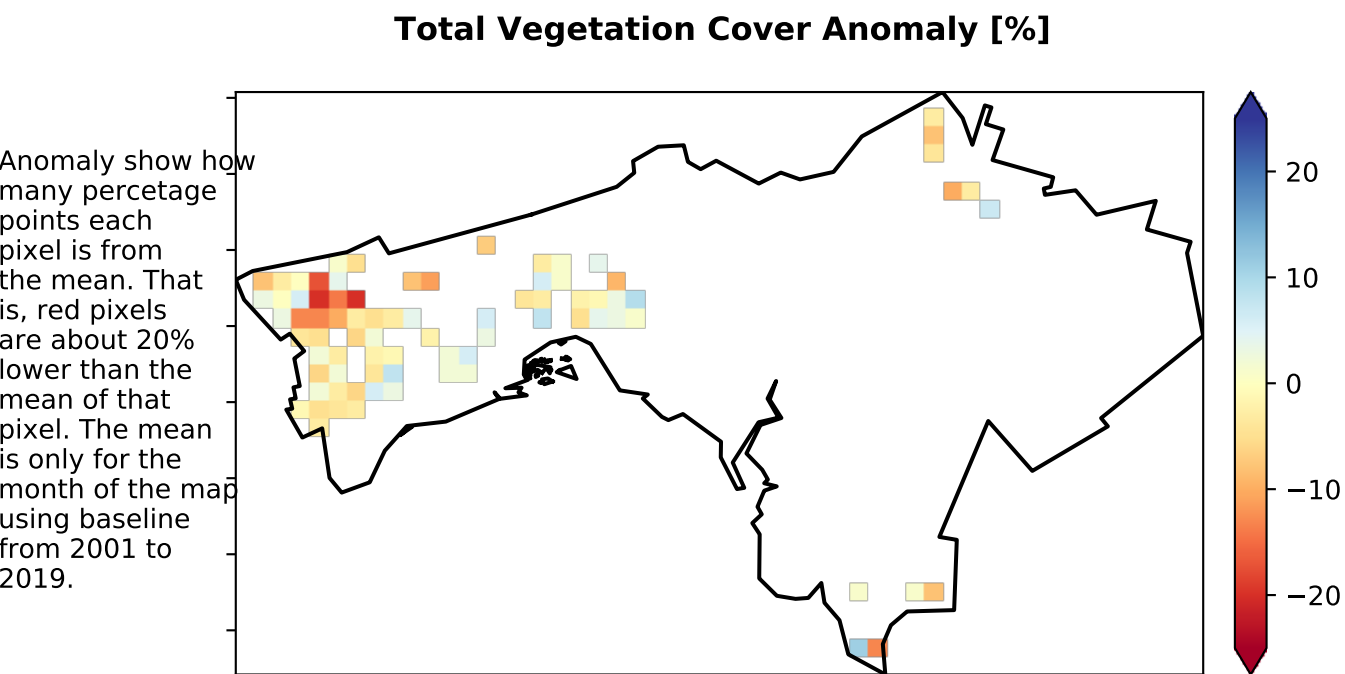 Total Vegetation Cover Anomaly [%]
Anomaly show how
many percetage
points each
pixel is from
the mean. That
is, red pixels
are about 20%
lower than the
mean of that
pixel. The mean
is only for the
month of the map
using baseline
from 2001 to
2019.
20
10
0
−10
−20